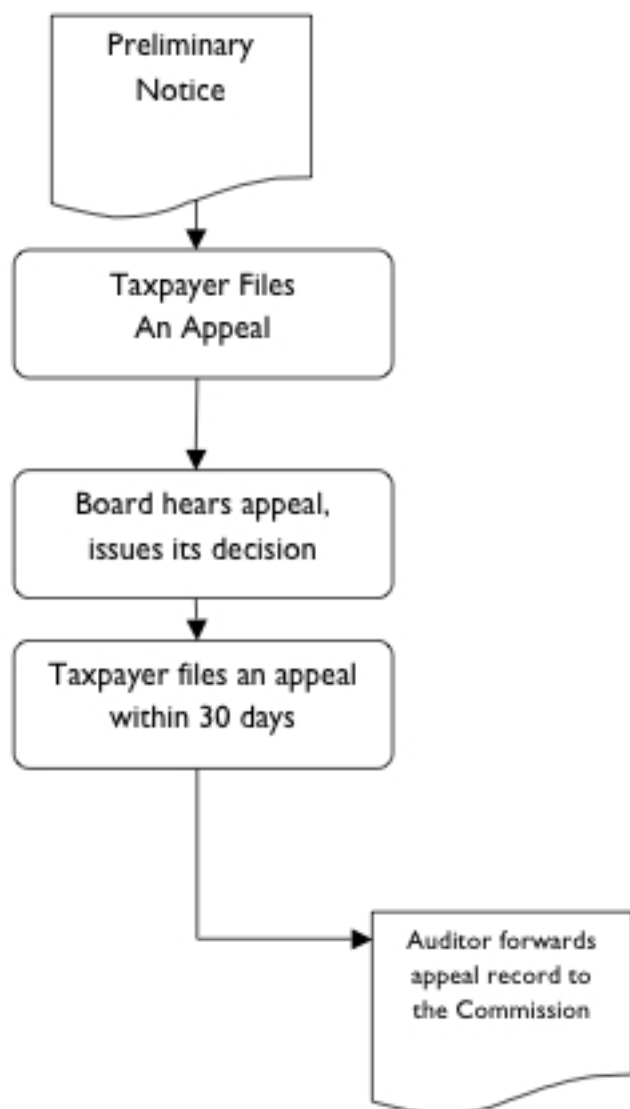 Preliminary
Notice
Taxpayer Files
An Appeal
Board hears appeal,
issues its decision
Taxpayer files an appeal
within 30 days
Auditor forwards
appeal record to
the Commission